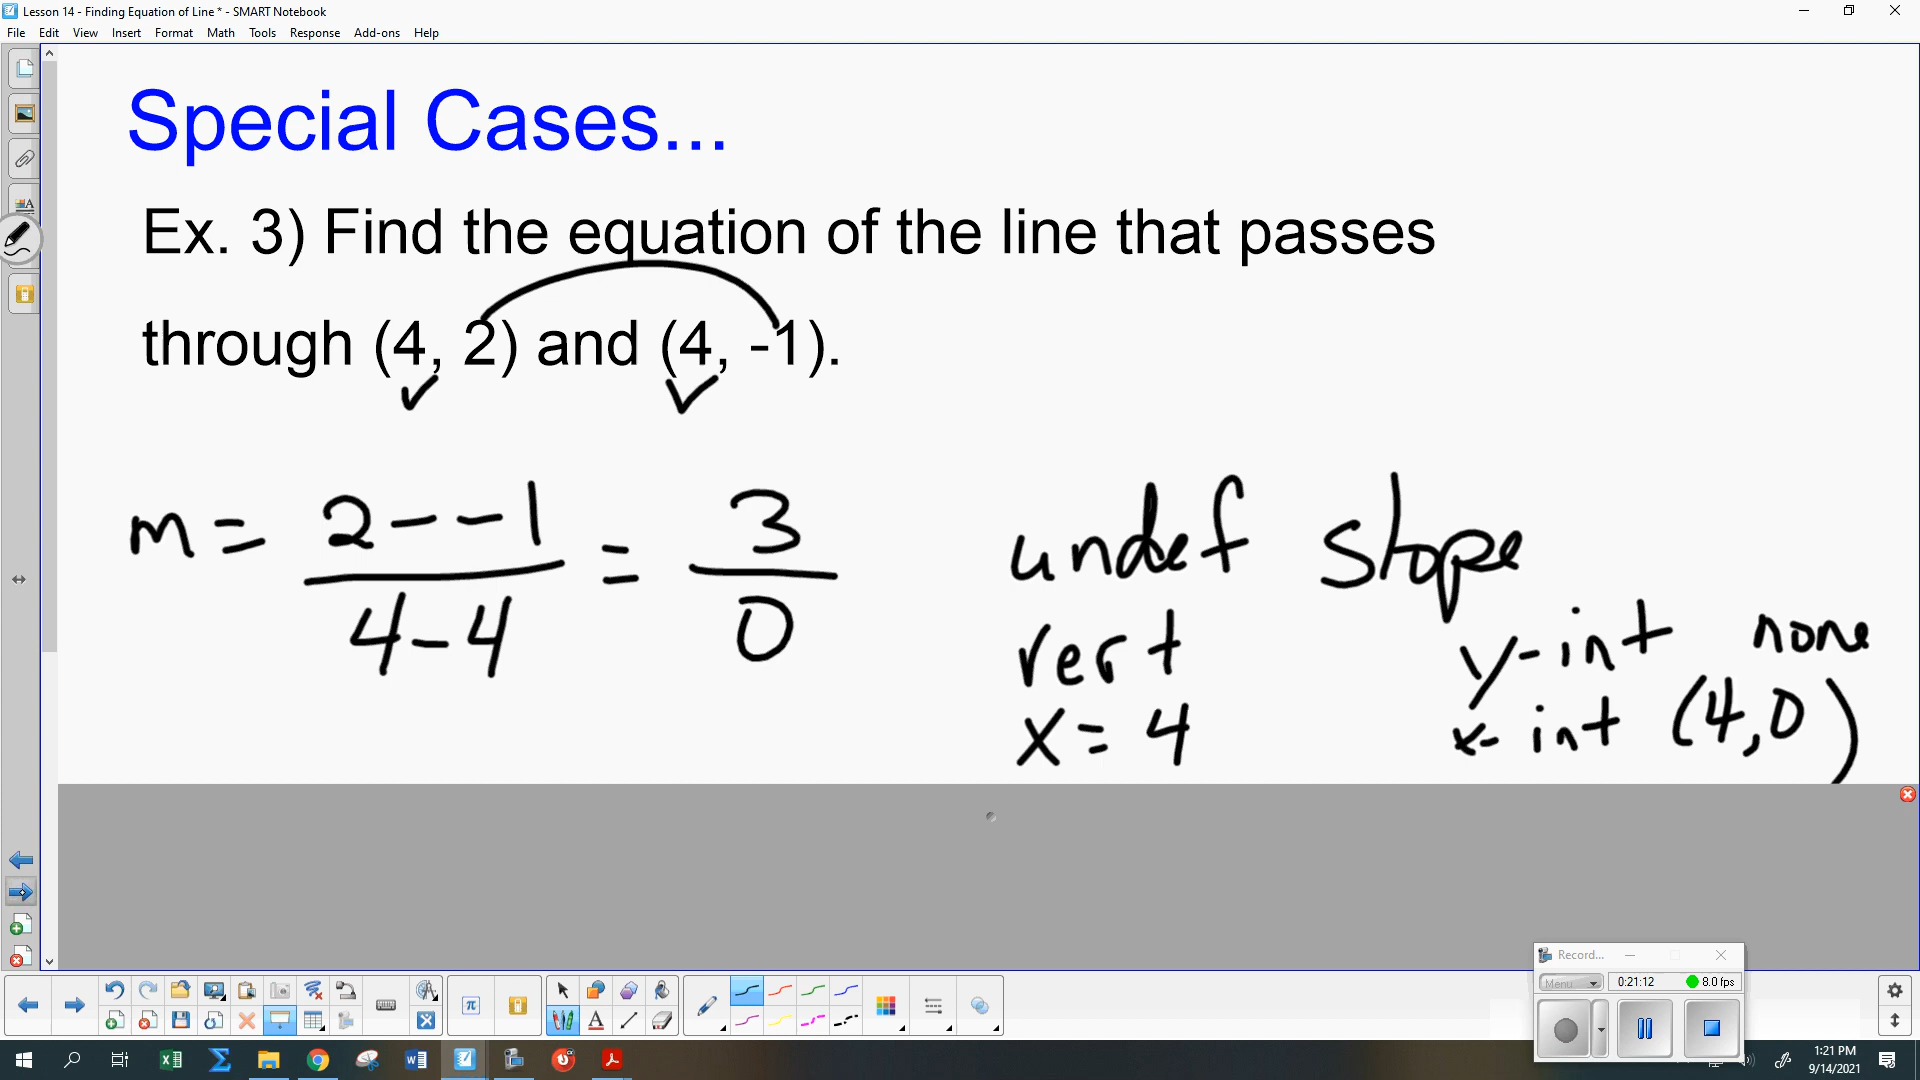 Lesson 14 - Finding Equation of Line * - SMART Notebook
File Edit View Insert Format Math Tools Response Add-ons Help
Special Cases...
Ex. 3) Find the equation of the line that passes
through (4, 2) and (4, -1).
m = 2 - -1 / 4 - 4 = 3 / 0
undef slope
vert
x = 4
y-int none
x-int (4,0)
Record...
Menu 0:21:12 8.0 fps
1:21 PM
9/14/2021